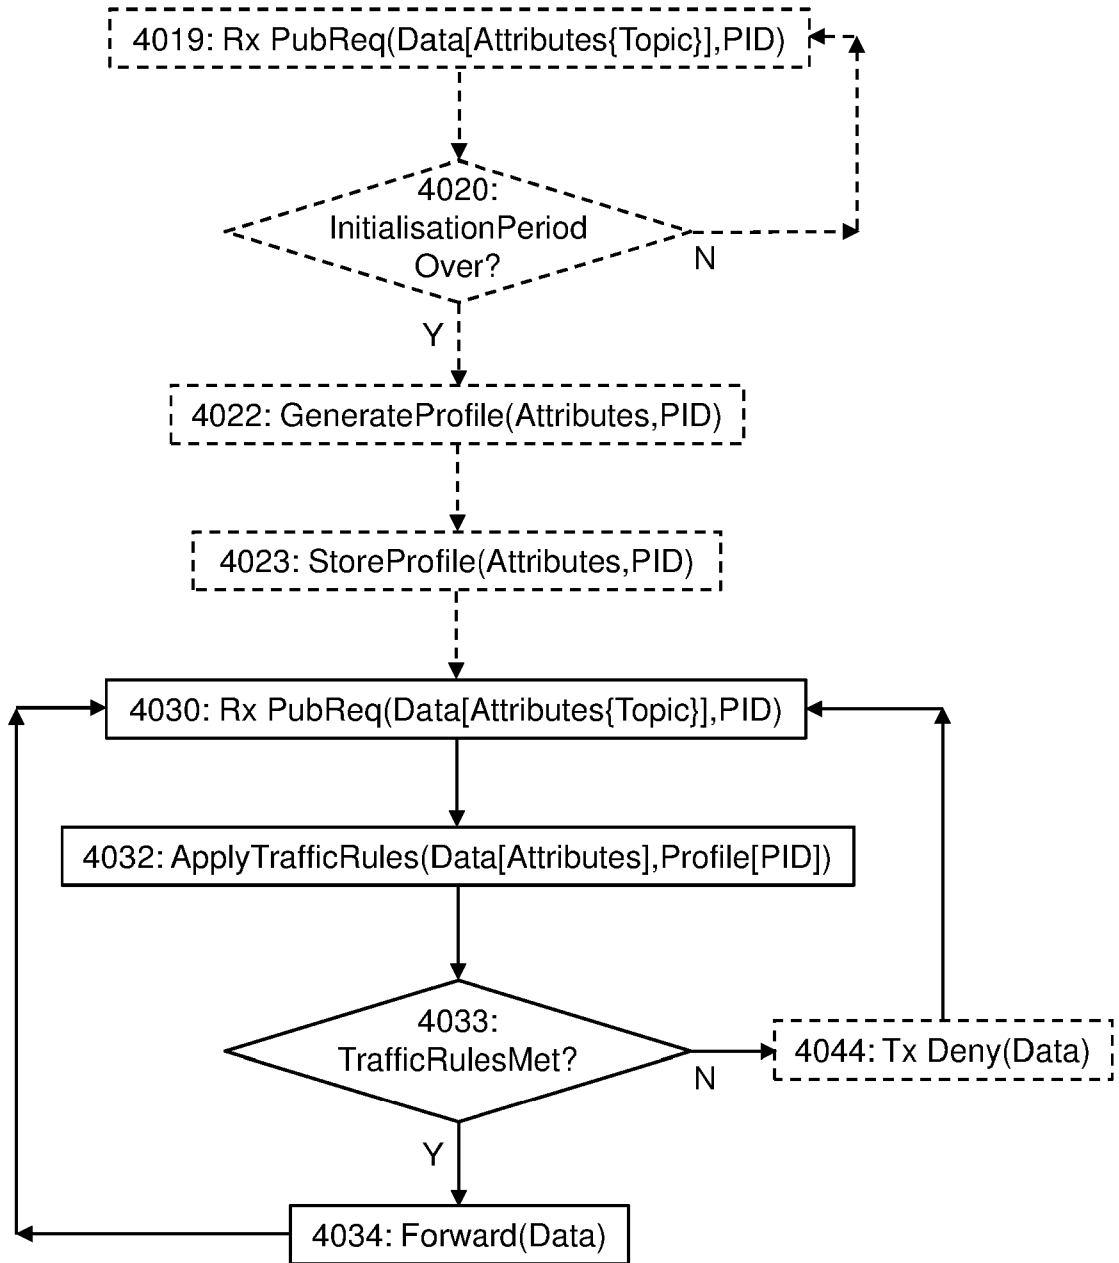 4019: Rx PubReq(Data[Attributes{Topic}],PID)
4020:
InitialisationPeriod
Over?
N
Y
4022: GenerateProfile(Attributes,PID)
4023: StoreProfile(Attributes,PID)
4030: Rx PubReq(Data[Attributes{Topic}],PID)
4032: ApplyTrafficRules(Data[Attributes],Profile[PID])
4033:
TrafficRulesMet?
N
4044: Tx Deny(Data)
Y
4034: Forward(Data)